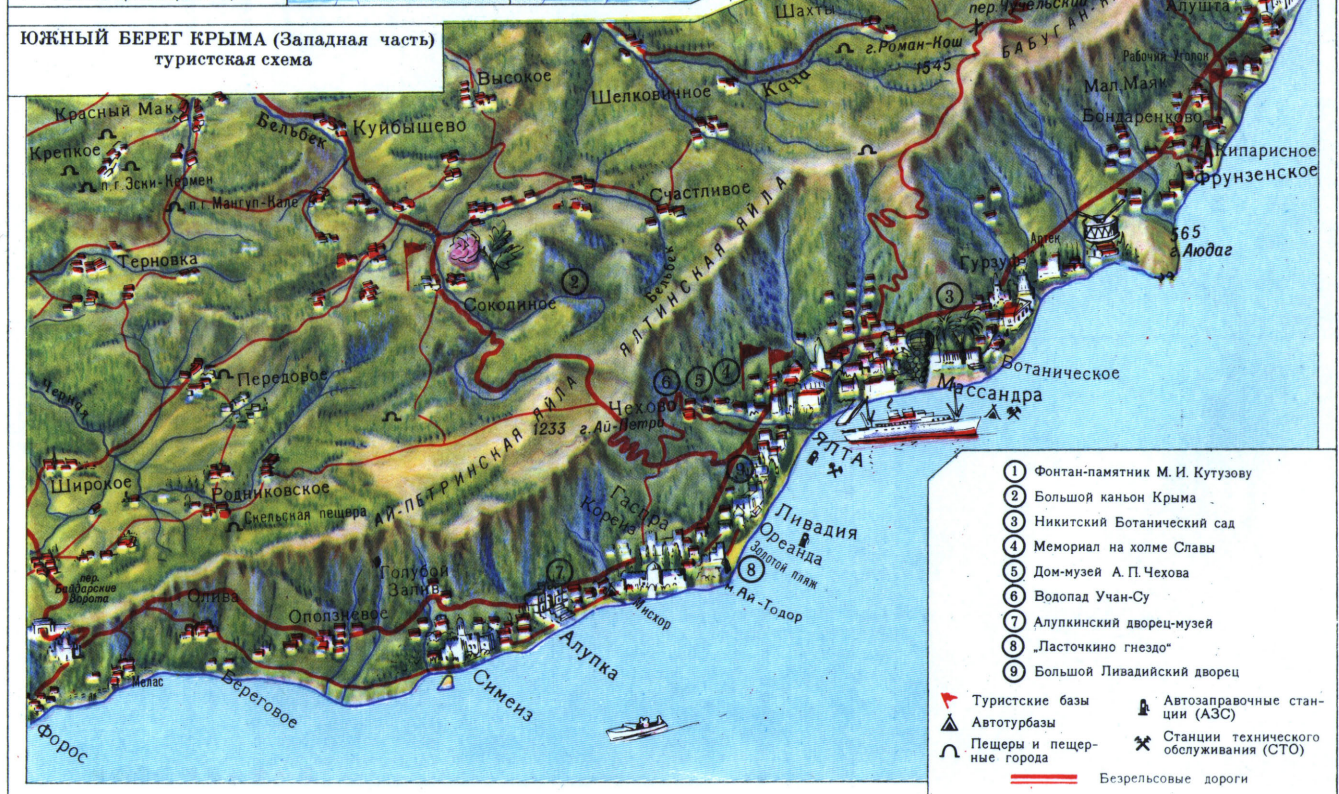 ЮЖНЫЙ БЕРЕГ КРЫМА (Западная часть)
туристская схема
Шахты
пер. Чучельский
Алушта
г. Роман-Кош
1545
БАБУГАН-
Рабочий Уголок
Высокое
Шелковичное
Кача
Мал. Маяк
Красный Мак
Бельбек
Куйбышево
Бондаренково
Крепкое
Кипарисное
Фрунзенское
п.г. Эски-Кермен
п.г. Мангуп-Кале
Счастливое
565
г. Аюдаг
Артек
Гурзуф
Терновка
Бельбек
ЯЛТИНСКАЯ ЯЙЛА
Соколиное
2
3
Ботаническое
Передовое
Черная
6
5
4
Массандра
Чехово
1233 г. Ай-Петри
АЙ-ПЕТРИНСКАЯ ЯЙЛА
ЯЛТА
Широкое
Родниковское
Скельская пещера
9
Гаспра
Кореиз
Ливадия
Ореанда
Золотой пляж
8
м. Ай-Тодор
пер.
Байдарские
Ворота
Голубой
Залив
7
Мисхор
Олива
Оползневое
Алупка
Мелас
Береговое
Симеиз
Форос
1 Фонтан-памятник М. И. Кутузову
2 Большой каньон Крыма
3 Никитский Ботанический сад
4 Мемориал на холме Славы
5 Дом-музей А. П. Чехова
6 Водопад Учан-Су
7 Алупкинский дворец-музей
8 „Ласточкино гнездо“
9 Большой Ливадийский дворец
Туристские базы
Автотурбазы
Пещеры и пещер-
ные города
Автозаправочные стан-
ции (АЗС)
Станции технического
обслуживания (СТО)
Безрельсовые дороги